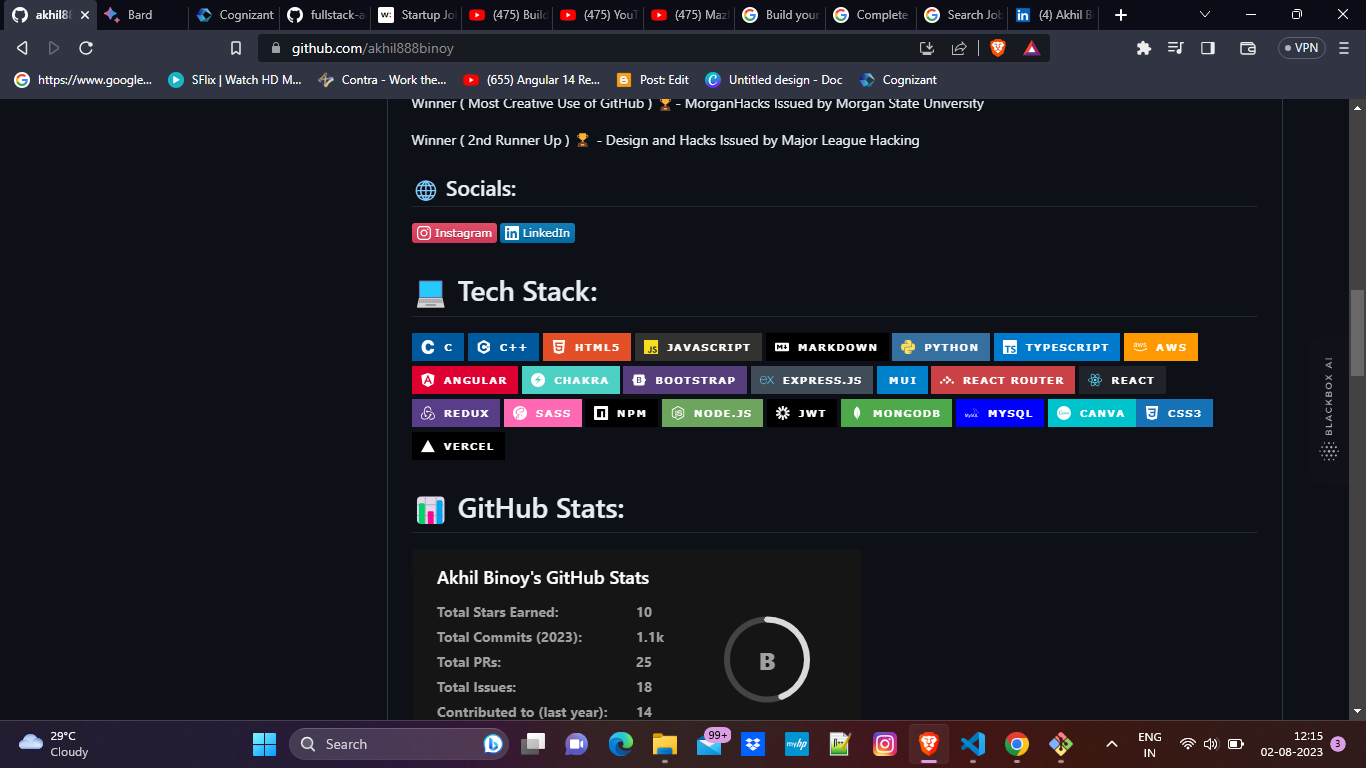 akhil88
Bard
Cognizant
fullstack-a
Startup Jo
(475) Build
(475) YouT
(475) Maz
Build your
Complete
Search Jo
(4) Akhil B
github.com/akhil888binoy
VPN
https://www.google...
SFlix | Watch HD M...
Contra - Work the...
(655) Angular 14 Re...
Post: Edit
Untitled design - Doc
Cognizant
Winner ( Most Creative Use of GitHub ) 🏆 - MorganHacks Issued by Morgan State University
Winner ( 2nd Runner Up ) 🏆 - Design and Hacks Issued by Major League Hacking
🌐 Socials:
Instagram LinkedIn
💻 Tech Stack:
C C++ HTML5 JAVASCRIPT MARKDOWN PYTHON TYPESCRIPT AWS
ANGULAR CHAKRA BOOTSTRAP EXPRESS.JS MUI REACT ROUTER REACT
REDUX SASS NPM NODE.JS JWT MONGODB MYSQL CANVA CSS3
VERCEL
BLACKBOX AI
📊 GitHub Stats:
Akhil Binoy's GitHub Stats
Total Stars Earned: 10
Total Commits (2023): 1.1k
Total PRs: 25
Total Issues: 18
Contributed to (last year): 14
B
29°C
Cloudy
Search
99+
myhp
ENG
IN
12:15
02-08-2023
3